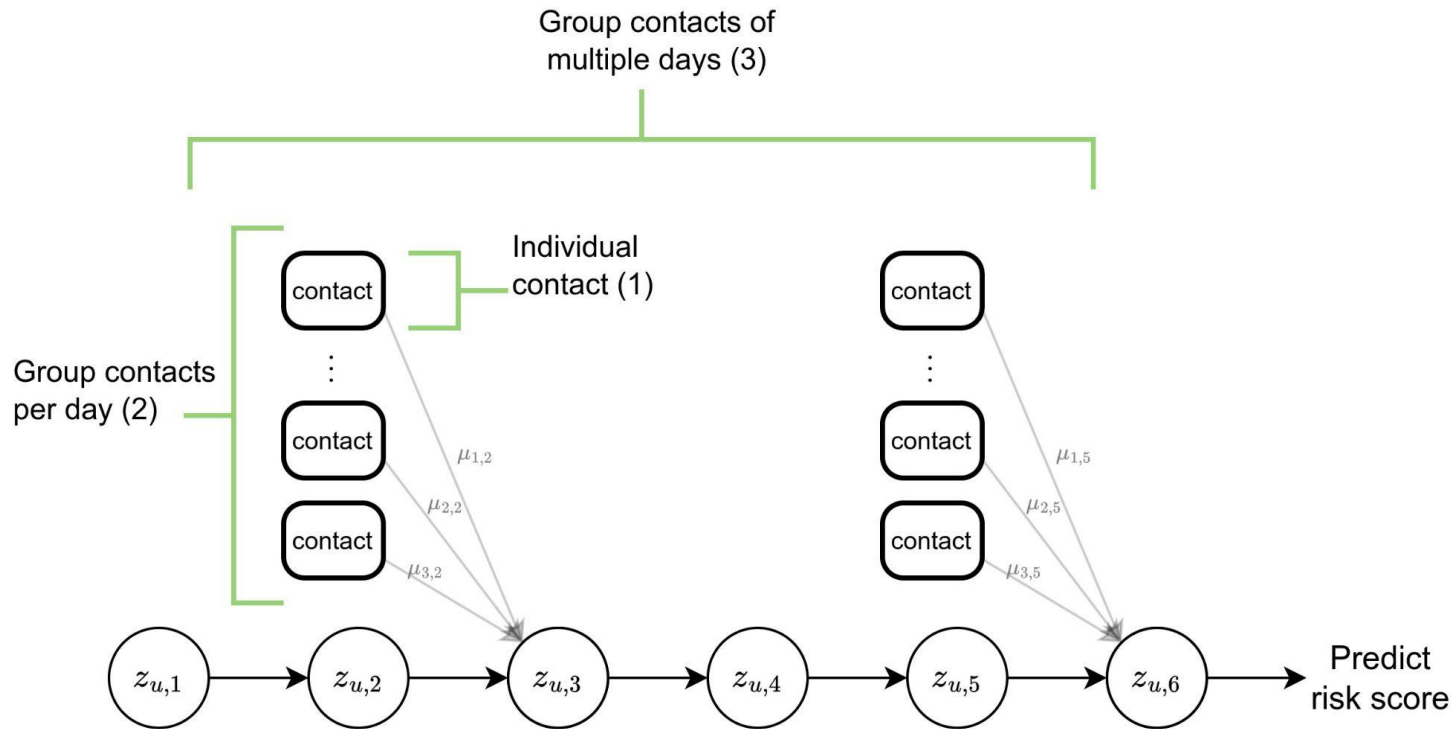 Group contacts of
multiple days (3)
Individual
contact (1)
Group contacts
per day (2)
contact
⋮
contact
contact
μ1,2
μ2,2
μ3,2
contact
⋮
contact
contact
μ1,5
μ2,5
μ3,5
zu,1
zu,2
zu,3
zu,4
zu,5
zu,6
Predict
risk score